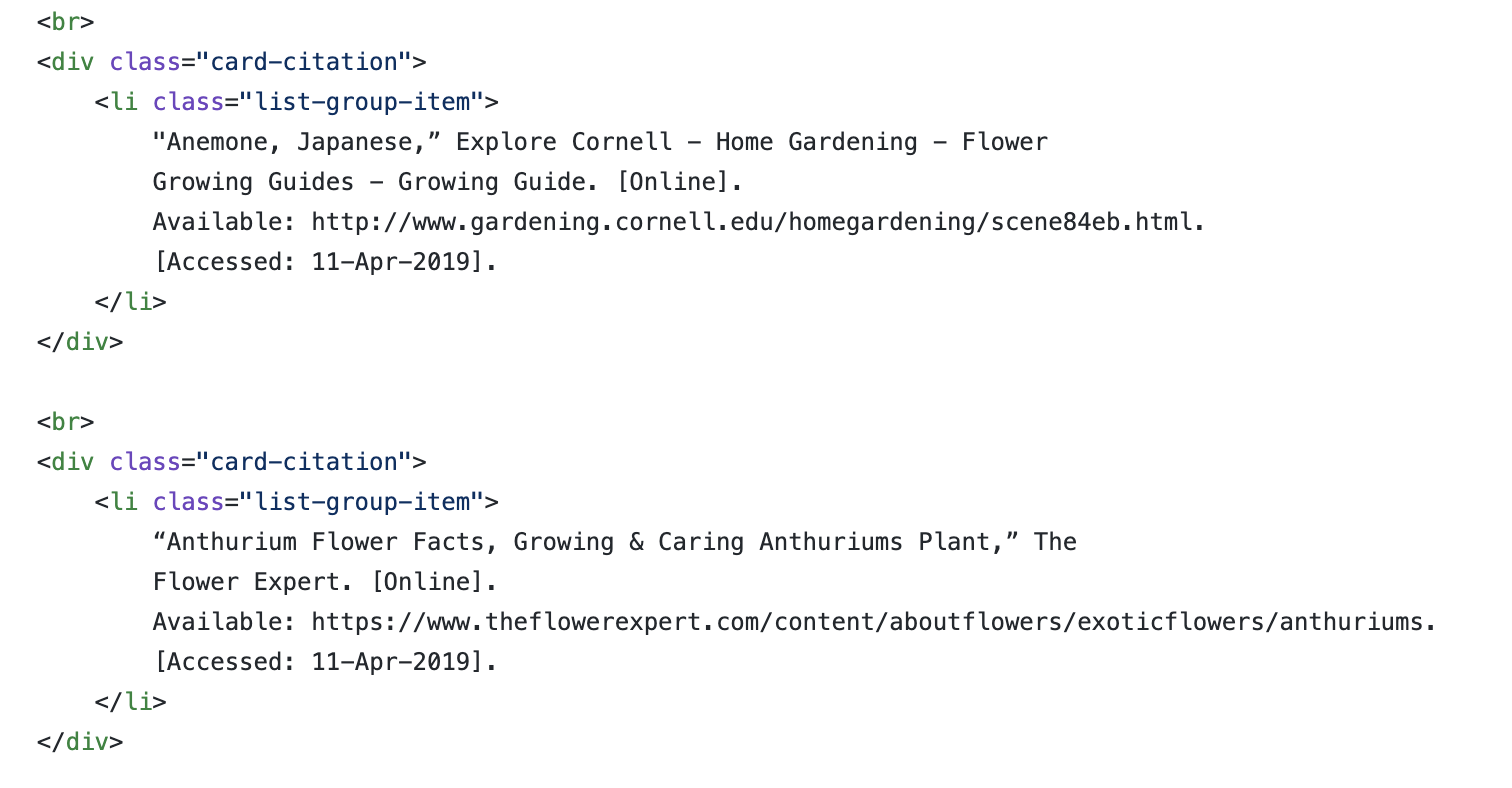 <br>
<div class="card-citation">
    <li class="list-group-item">
        "Anemone, Japanese,” Explore Cornell – Home Gardening – Flower
        Growing Guides – Growing Guide. [Online].
        Available: http://www.gardening.cornell.edu/homegardening/scene84eb.html.
        [Accessed: 11-Apr-2019].
    </li>
</div>

<br>
<div class="card-citation">
    <li class="list-group-item">
        “Anthurium Flower Facts, Growing & Caring Anthuriums Plant,” The
        Flower Expert. [Online].
        Available: https://www.theflowerexpert.com/content/aboutflowers/exoticflowers/anthuriums.
        [Accessed: 11-Apr-2019].
    </li>
</div>